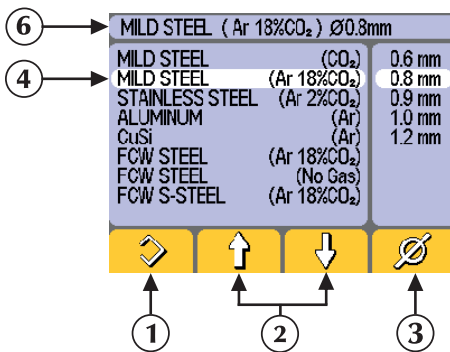 6 MILD STEEL ( Ar 18%CO₂ ) Ø0.8mm
MILD STEEL (CO₂) 0.6 mm
4 MILD STEEL (Ar 18%CO₂) 0.8 mm
STAINLESS STEEL (Ar 2%CO₂) 0.9 mm
ALUMINUM (Ar) 1.0 mm
CuSi (Ar) 1.2 mm
FCW STEEL (Ar 18%CO₂)
FCW STEEL (No Gas)
FCW S-STEEL (Ar 18%CO₂)
Ø
1 2 3